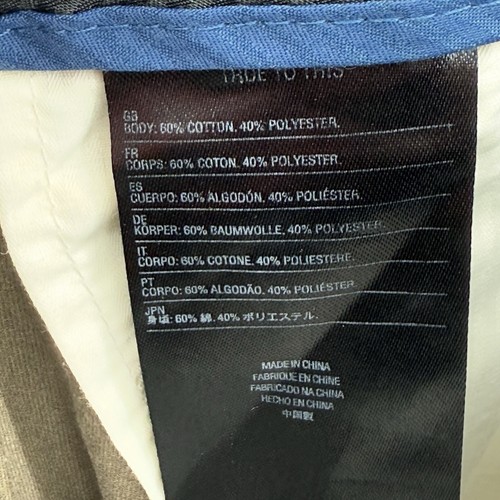 TO THIS
GB
BODY: 60% COTTON, 40% POLYESTER.
FR
CORPS: 60% COTON, 40% POLYESTER.
ES
CUERPO: 60% ALGODÓN, 40% POLIÉSTER.
DE
KÖRPER: 60% BAUMWOLLE, 40% POLYESTER.
IT
CORPO: 60% COTONE, 40% POLIESTERE.
PT
CORPO: 60% ALGODÃO, 40% POLIÉSTER.
JPN
身頃: 60% 綿, 40% ポリエステル.
MADE IN CHINA
FABRIQUE EN CHINE
FABRICADO NA CHINA
HECHO EN CHINA
中国製